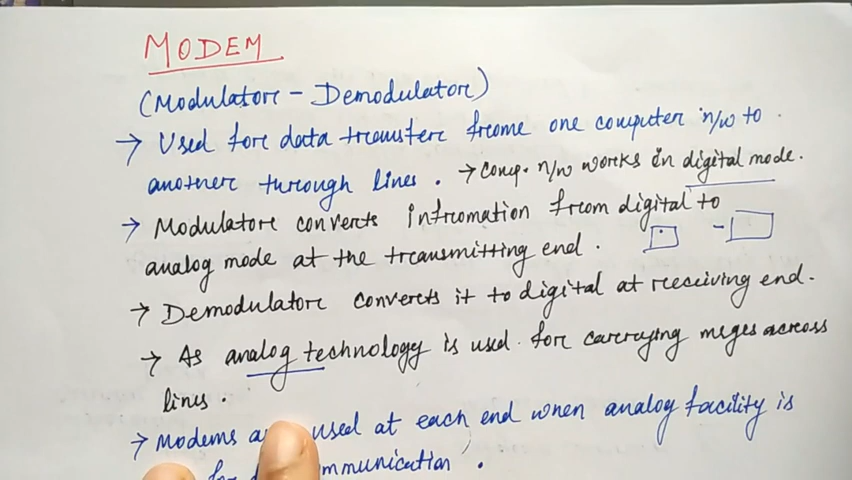 MODEM
(Modulator - Demodulator)
→ Used for data transfer from one computer n/w to
another through lines. → Comp. n/w works in digital mode.
→ Modulator converts information from digital to
analog mode at the transmitting end.
→ Demodulator converts it to digital at receiving end.
→ As analog technology is used for carrying msges across
lines.
→ Modems used at each end when analog facility is
for mmunication.